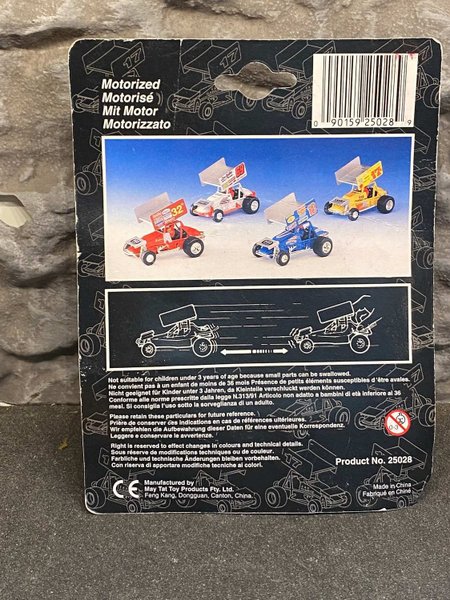 Motorized
Motorisé
Mit Motor
Motorizzato
0 90159 25028 9
32
Not suitable for children under 3 years of age because small parts can be swallowed.
Ne convient pas à un enfant de moins de 36 mois Présence de petits élements susceptibles d'être avales.
Nicht geeignet für Kinder unter 3 Jahren, da Kleinteile verschluckt werden können.
Conforme alle norme prescritte dalla legge N.313/91 Articolo non adatto a bambini di età inferiore ai 36
mesi. Si consiglia l'uso sotto la sorveglianza di un adulto.
Please retain these particulars for future reference.
Prière de conserver des indications en cas de références ultérieures.
Wir empfehlen die Aufbewahrung dieser Daten für eine eventuelle Korrespondenz.
Leggere e conservare le avvertenze.
Right is reserved to effect changes in colours and technical details.
Sous réserve de modifications techniques ou de couleur.
Farbliche und technische Änderungen bleiben vorbehalten.
Con riserva di apportare modifiche tecniche ai colori.
0-3
Product No. 25028
CE
Manufactured by
May Tat Toy Products Fty. Ltd.
Feng Kang, Dongguan, Canton, China.
Made in China
Fabriqué en Chine